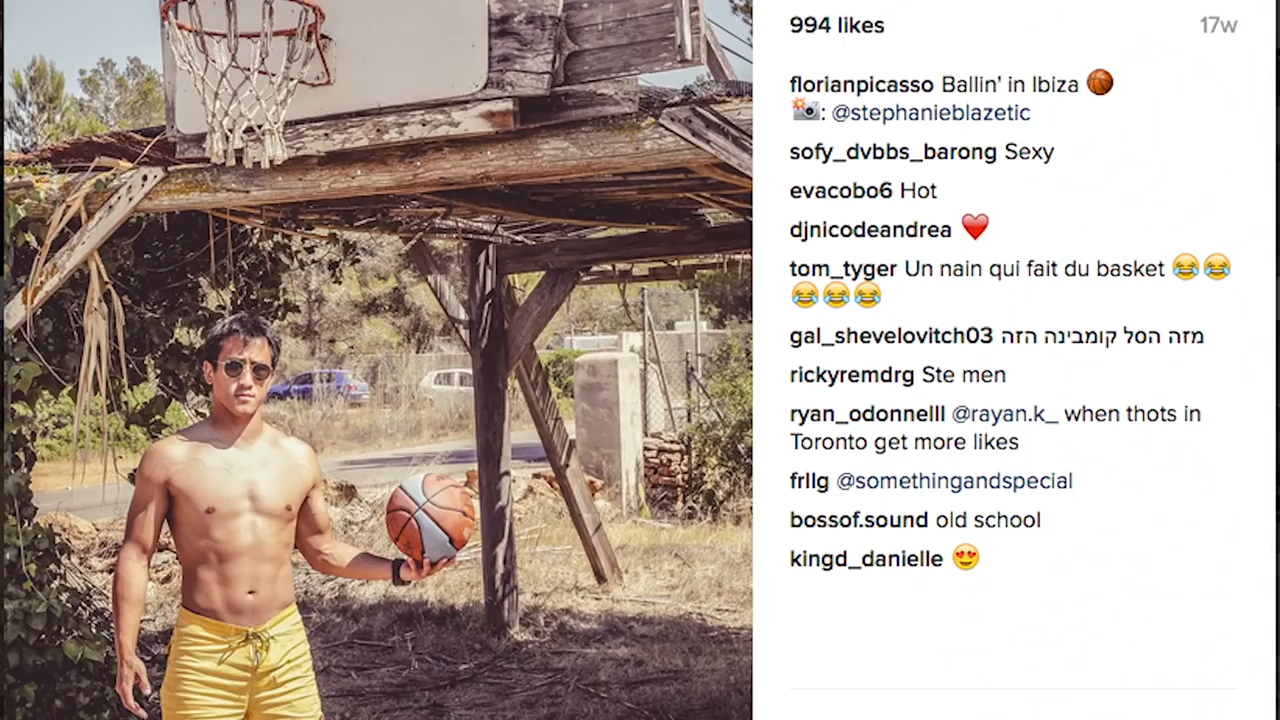 994 likes 17w
florianpicasso Ballin' in Ibiza 🏀
📸: @stephanieblazetic
sofy_dvbbs_barong Sexy
evacobo6 Hot
djnicodeandrea ❤️
tom_tyger Un nain qui fait du basket 😂😂
😂😂😂
gal_shevelovitch03 מזה הסל קומבינה הזה
rickyremdrg Ste men
ryan_odonnelll @rayan.k_ when thots in
Toronto get more likes
frllg @somethingandspecial
bossof.sound old school
kingd_danielle 😍